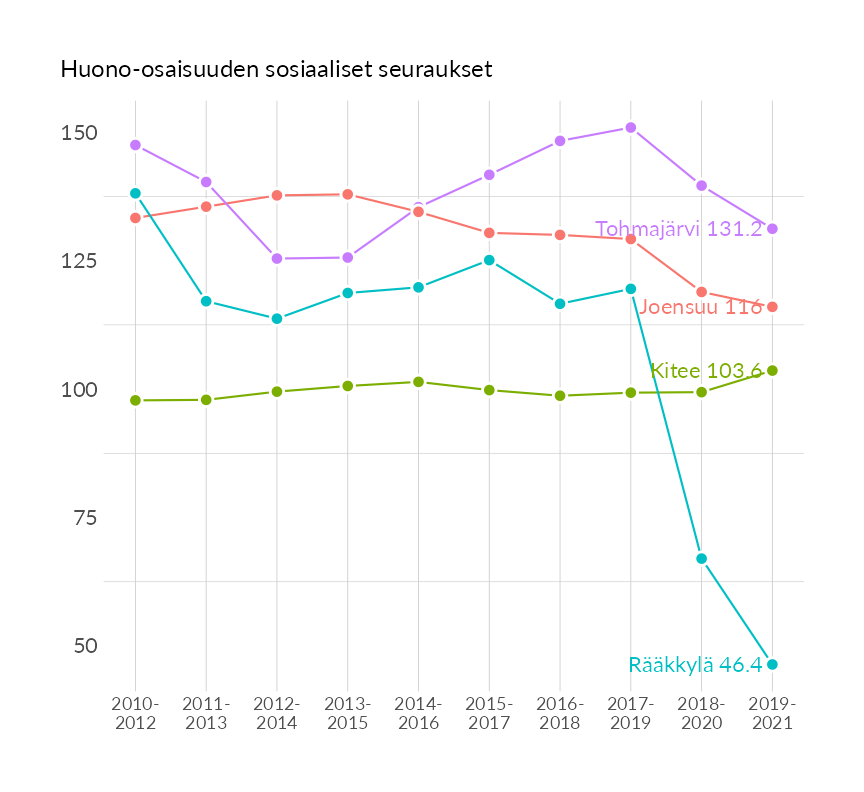 Huono-osaisuuden sosiaaliset seuraukset
150
125
100
75
50
Tohmajärvi 131.2
Joensuu 116
Kitee 103.6
Rääkkylä 46.4
2010- 2011- 2012- 2013- 2014- 2015- 2016- 2017- 2018- 2019-
2012 2013 2014 2015 2016 2017 2018 2019 2020 2021